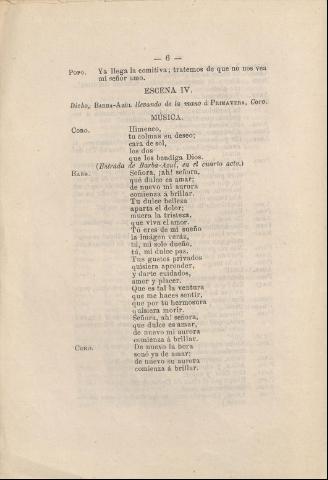 — 6 —
POPO. Ya llega la comitiva; tratemos de que no nos vea
mi señor amo.
ESCENA IV.
Dicho, BARBA-AZUL llevando de la mano á PRIMAVERA, Coro.
MÚSICA.
CORO. Himeneo,
tu colmas su deseo;
cara de sol,
los dos
que los bendiga Dios.
(Entrada de Barba-Azul, en el cuarto acto.)
BARB. Señora, ¡ah! señora,
qué dulce es amar;
de nuevo mi aurora
comienza á brillar.
Tu dulce belleza
aparta el dolor;
muera la tristeza,
que viva el amor.
Tú eres de mi sueño
la imágen veráz,
tú, mi solo dueño,
tú, mi dulce paz.
Tus gustos privados
quisiera aprender,
y darte cuidados,
amor y placer.
Que es tal la ventura
que me haces sentir,
que por tu hermosura
quisiera morir.
Señora, ah! señora,
que dulce es amar,
de nuevo mi aurora
comienza á brillar.
CORO. De nuevo la hora
sonó ya de amar;
de nuevo su aurora
comienza á brillar.